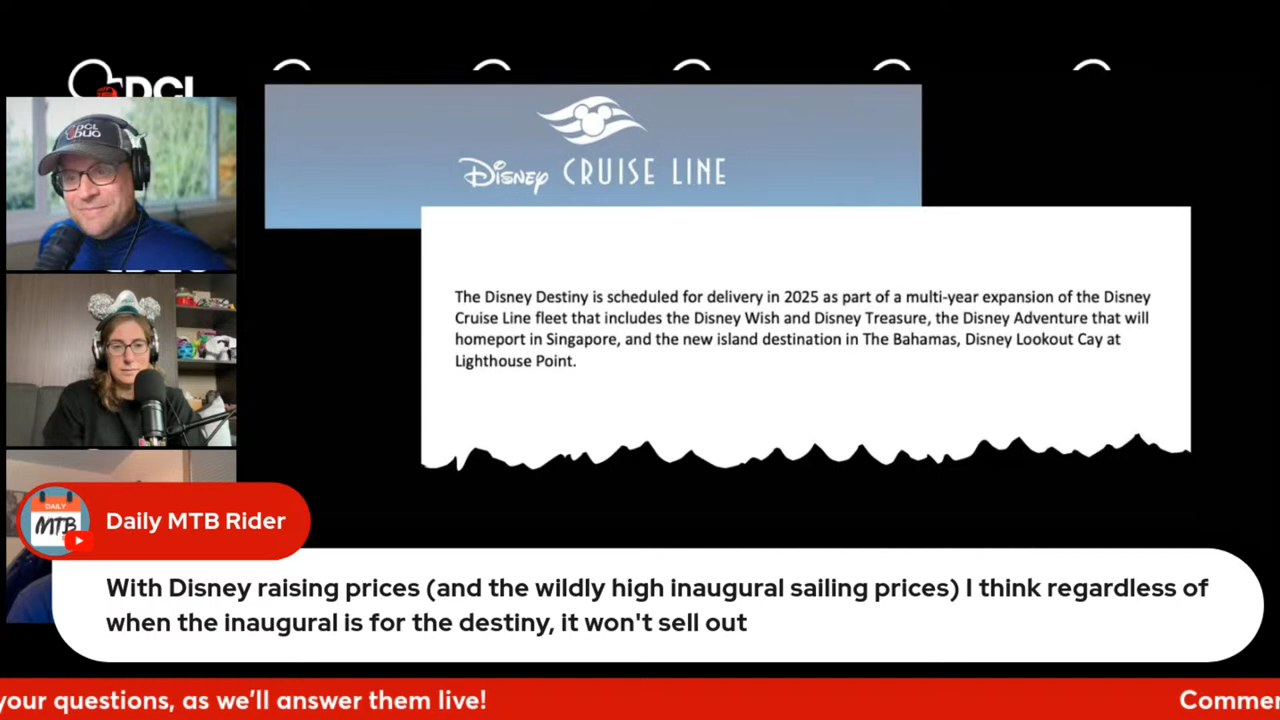 DCL
DCL
DUO
Disney CRUISE LINE
The Disney Destiny is scheduled for delivery in 2025 as part of a multi-year expansion of the Disney
Cruise Line fleet that includes the Disney Wish and Disney Treasure, the Disney Adventure that will
homeport in Singapore, and the new island destination in The Bahamas, Disney Lookout Cay at
Lighthouse Point.
DAILY
MTB
Daily MTB Rider
With Disney raising prices (and the wildly high inaugural sailing prices) I think regardless of
when the inaugural is for the destiny, it won't sell out
your questions, as we'll answer them live!
Commen